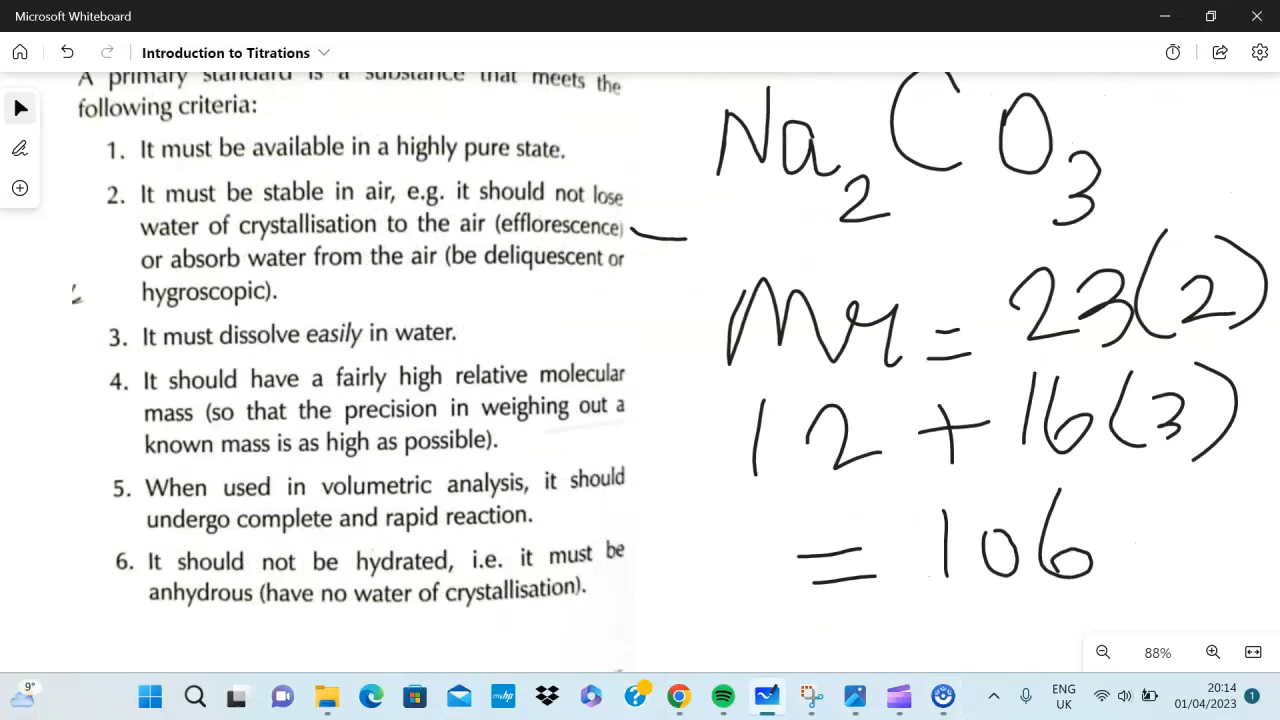 Microsoft Whiteboard
Introduction to Titrations
A primary standard is a substance that meets the
following criteria:
1. It must be available in a highly pure state.
2. It must be stable in air, e.g. it should not lose
water of crystallisation to the air (efflorescence)
or absorb water from the air (be deliquescent or
hygroscopic).
3. It must dissolve easily in water.
4. It should have a fairly high relative molecular
mass (so that the precision in weighing out a
known mass is as high as possible).
5. When used in volumetric analysis, it should
undergo complete and rapid reaction.
6. It should not be hydrated, i.e. it must be
anhydrous (have no water of crystallisation).
Na2CO3
Mr = 23(2)
12 + 16(3)
= 106
88%
9°
myhp
ENG
UK
20:14
01/04/2023
1